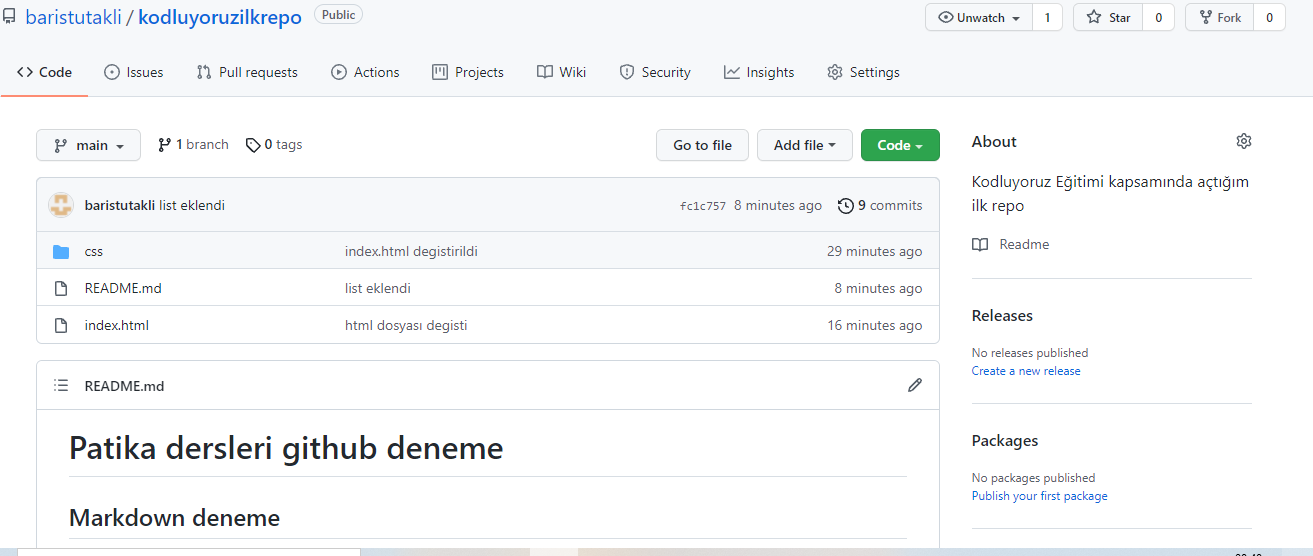 baristutakli / kodluyoruzilkrepo Public Unwatch 1 Star 0 Fork 0
Code Issues Pull requests Actions Projects Wiki Security Insights Settings
main 1 branch 0 tags Go to file Add file Code
baristutakli list eklendi fc1c757 8 minutes ago 9 commits
css index.html degistirildi 29 minutes ago
README.md list eklendi 8 minutes ago
index.html html dosyası degisti 16 minutes ago
README.md
Patika dersleri github deneme
Markdown deneme
About
Kodluyoruz Eğitimi kapsamında açtığım
ilk repo
Readme
Releases
No releases published
Create a new release
Packages
No packages published
Publish your first package